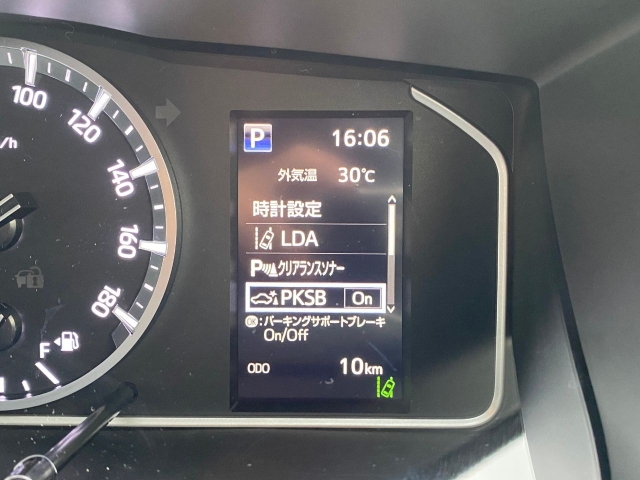 100
120
140
160
180
/h
F
P 16:06
外気温 30℃
時計設定
LDA
P クリアランスソナー
PKSB On
OK:パーキングサポートブレーキ
On/Off
ODO 10km